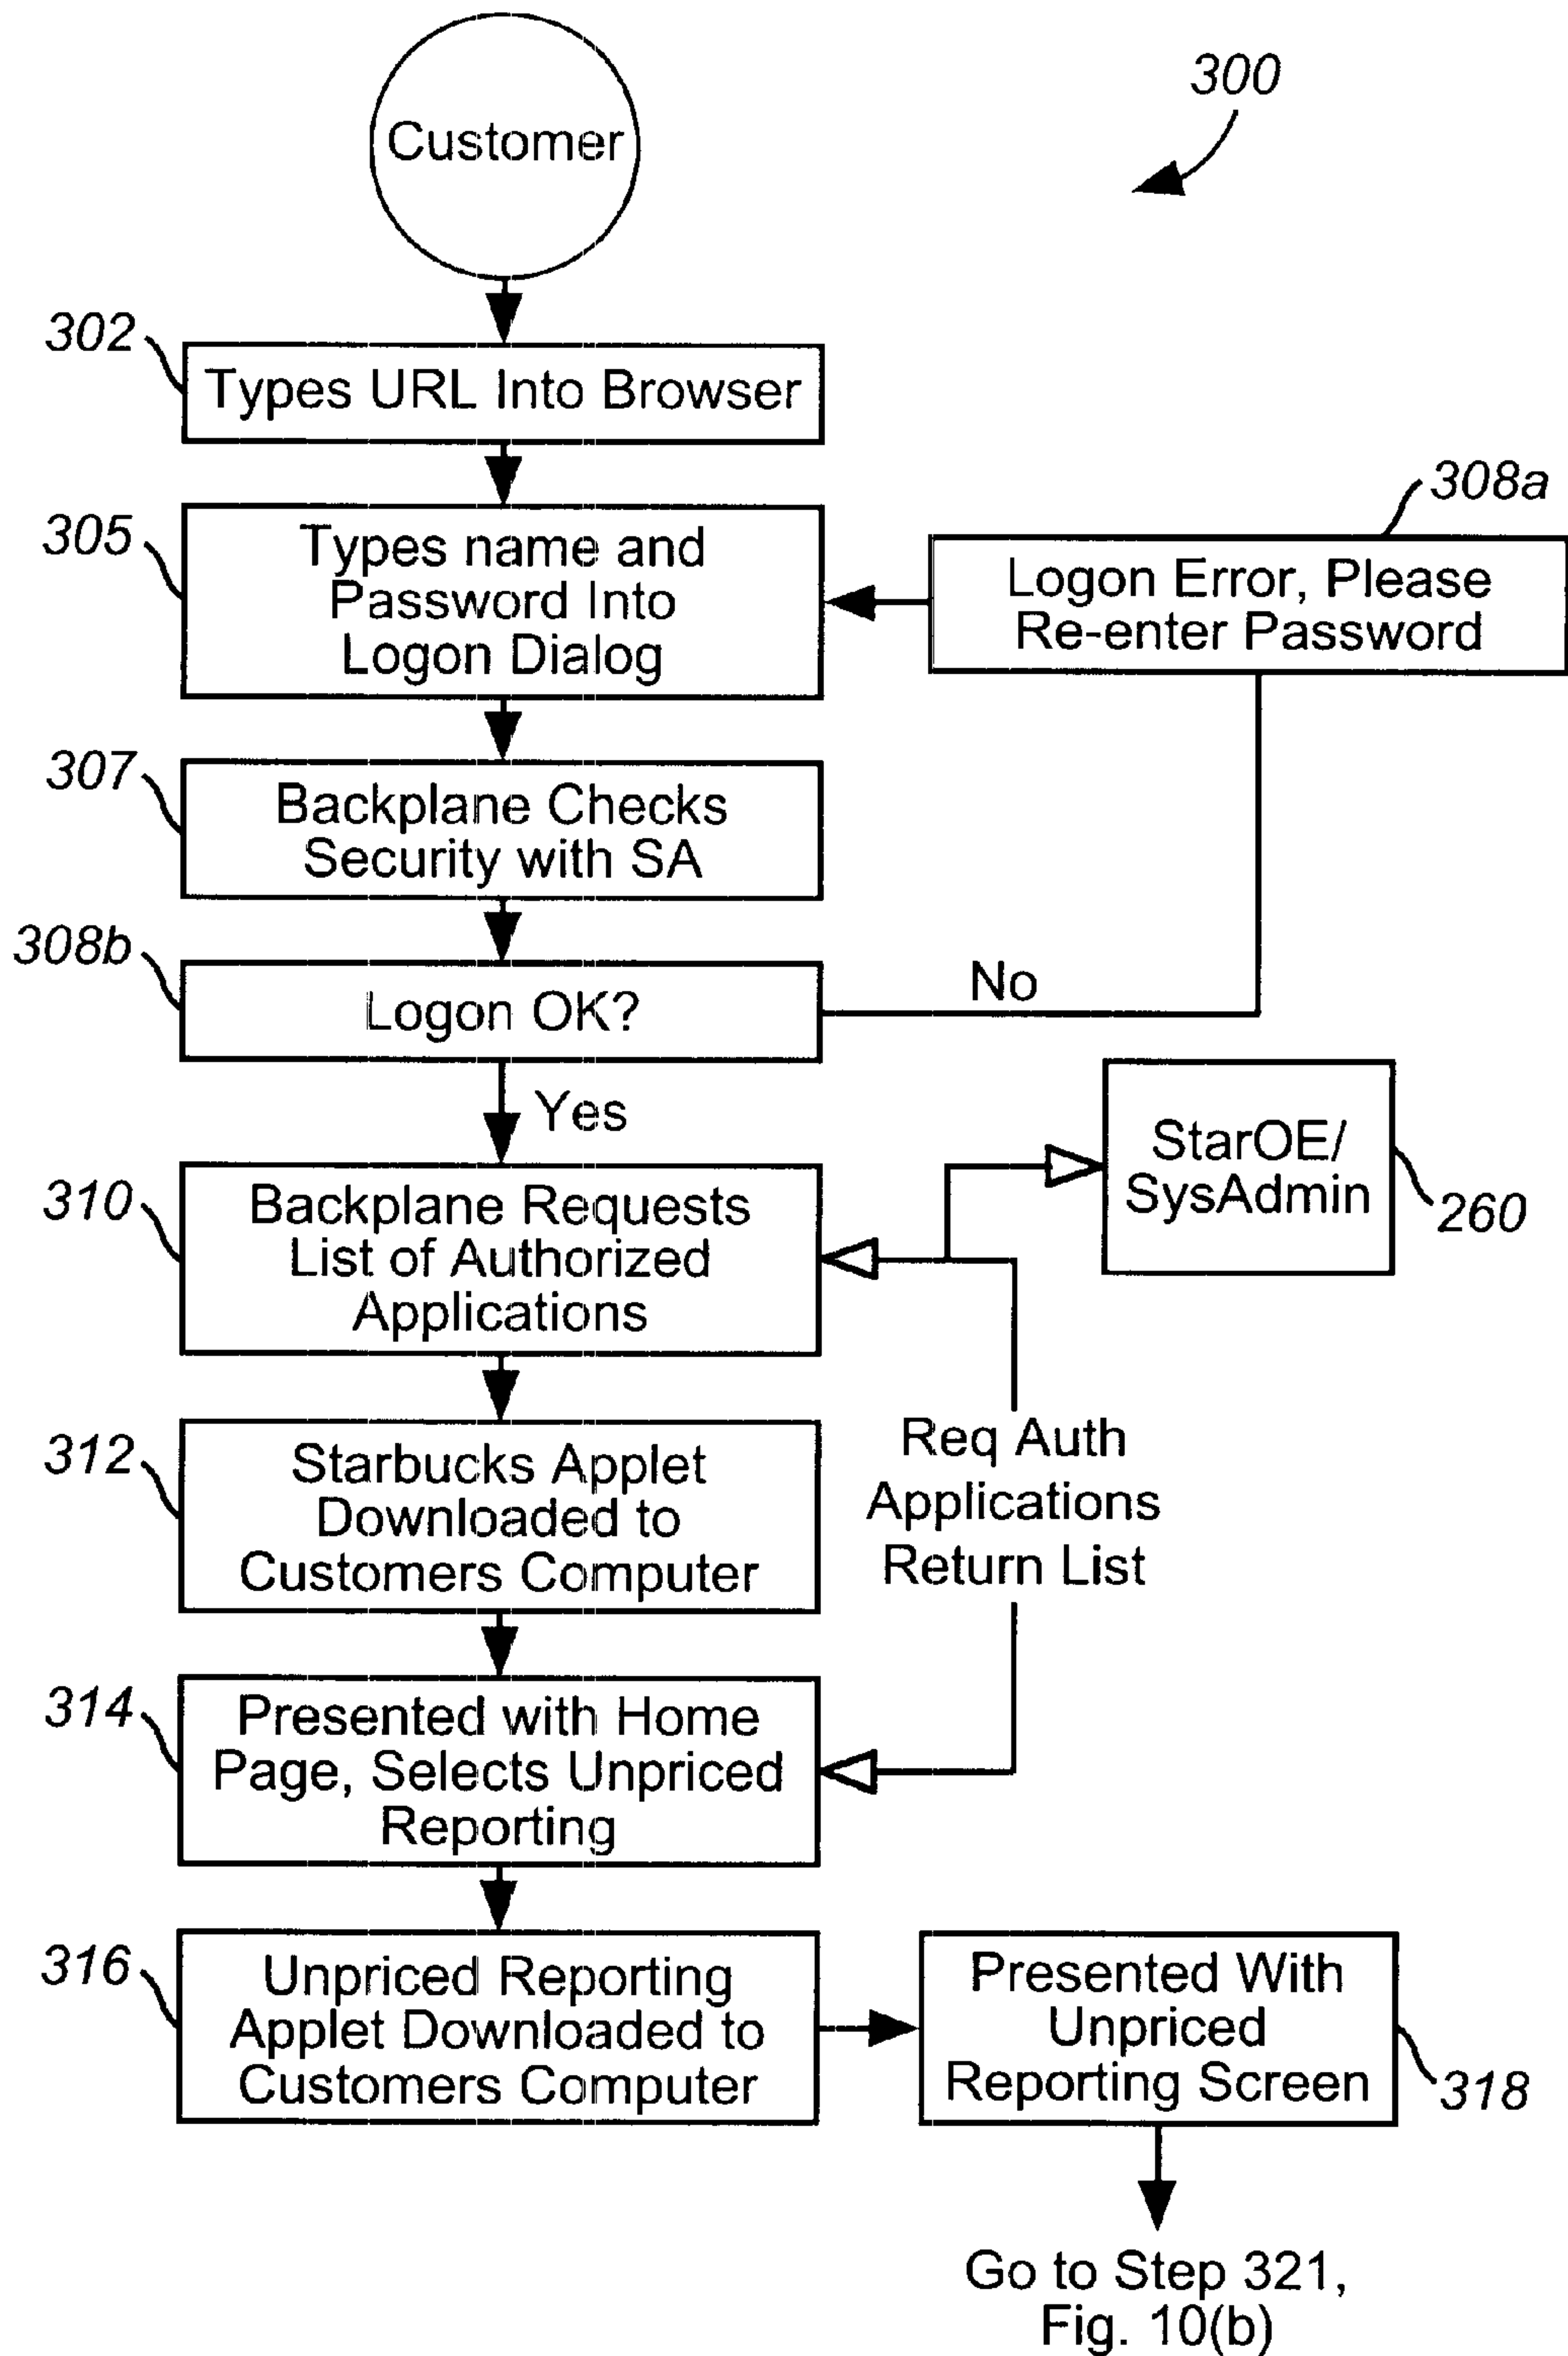 300
Customer
302
Types URL Into Browser
305
Types name and
Password Into
Logon Dialog
308a
Logon Error, Please
Re-enter Password
307
Backplane Checks
Security with SA
308b
Logon OK?
No
Yes
StarOE/
SysAdmin
260
310
Backplane Requests
List of Authorized
Applications
312
Starbucks Applet
Downloaded to
Customers Computer
Req Auth
Applications
Return List
314
Presented with Home
Page, Selects Unpriced
Reporting
316
Unpriced Reporting
Applet Downloaded to
Customers Computer
Presented With
Unpriced
Reporting Screen
318
Go to Step 321,
Fig. 10(b)